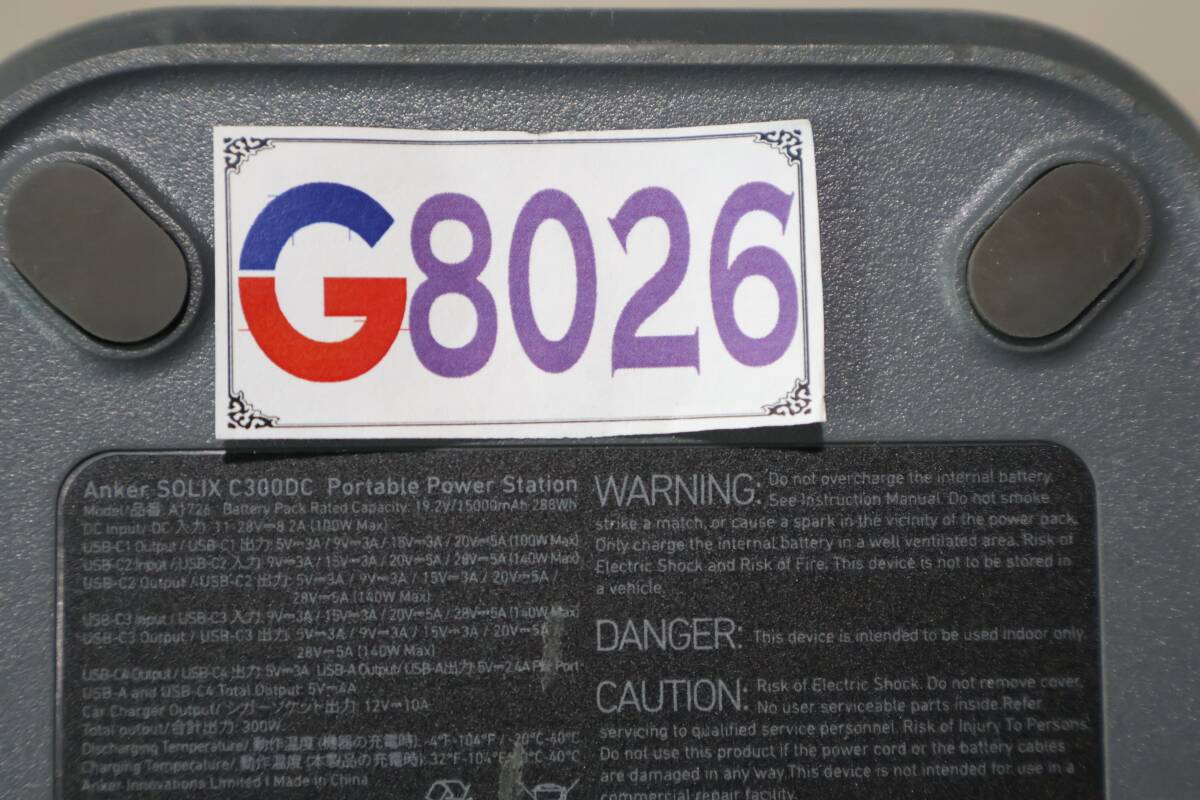 G8026
Anker SOLIX C300DC Portable Power Station
Model/品番 A1726 Battery Pack Rated Capacity: 19.2V/15000mAh 288Wh
DC Input/ DC 入力: 11-28V⎓8.2A (100W Max)
USB-C1 Output / USB-C1 出力: 5V⎓3A / 9V⎓3A / 15V⎓3A / 20V⎓5A (100W Max)
USB-C2 Input / USB-C2 入力: 9V⎓3A / 15V⎓3A / 20V⎓5A / 28V⎓5A (140W Max)
USB-C2 Output / USB-C2 出力: 5V⎓3A / 9V⎓3A / 15V⎓3A / 20V⎓5A /
28V⎓5A (140W Max)
USB-C3 Input / USB-C3 入力: 9V⎓3A / 15V⎓3A / 20V⎓5A / 28V⎓5A (140W Max)
USB-C3 Output / USB-C3 出力: 5V⎓3A / 9V⎓3A / 15V⎓3A / 20V⎓5A
28V⎓5A (140W Max)
USB-C4 Output / USB-C4 出力: 5V⎓3A USB-A Output/ USB-A出力: 5V⎓2.4A Per Port
USB-A and USB-C4 Total Output: 5V⎓4A
Car Charger Output/ シガーソケット出力: 12V⎓10A
Total output/合計出力: 300W
Discharging Temperature/ 動作温度 (機器の充電時): -4°F-104°F / -20°C-40°C
Charging Temperature/ 動作温度 (本製品の充電時): 32°F-104°F 0°C-40°C
Anker Innovations Limited | Made in China
WARNING: Do not overcharge the internal battery.
See Instruction Manual. Do not smoke
strike a match, or cause a spark in the vicinity of the power pack.
Only charge the internal battery in a well ventilated area. Risk of
Electric Shock and Risk of Fire. This device is not to be stored in
a vehicle.
DANGER: This device is intended to be used indoor only.
CAUTION: Risk of Electric Shock. Do not remove cover.
No user serviceable parts inside.Refer
servicing to qualified service personnel. Risk of Injury To Persons
Do not use this product if the power cord or the battery cables
are damaged in any way.This device is not intended for use in a
commercial repair facility.